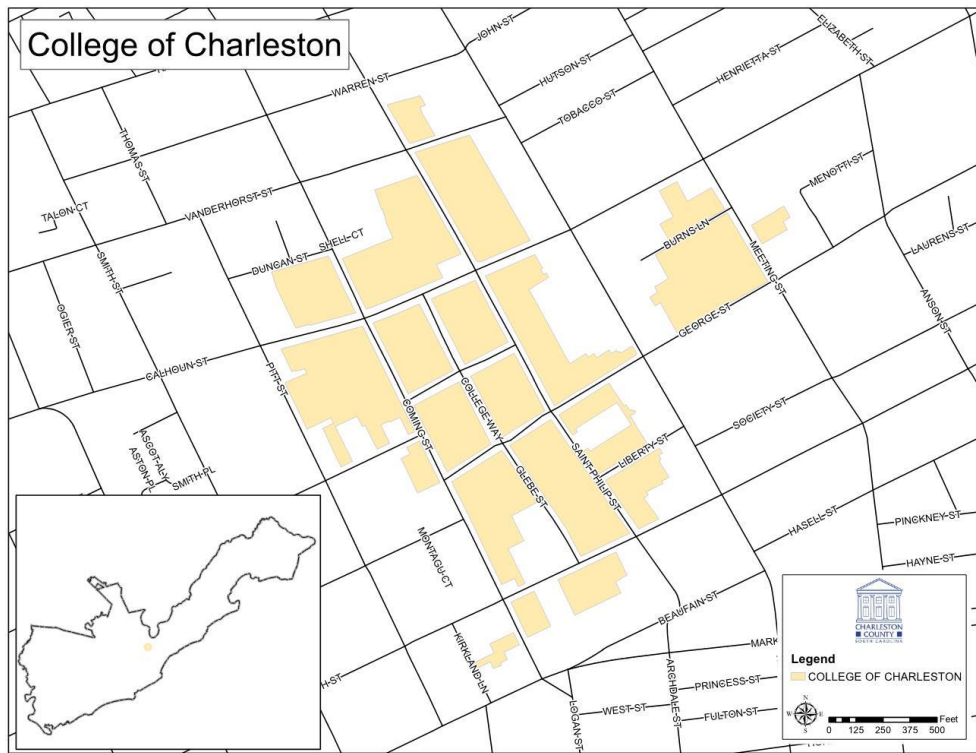 College of Charleston
JOHN ST
ELIZABETH ST
WARREN ST
HUTSON ST
HENRIETTA ST
TOBACCO ST
THOMAS ST
MENOTTI ST
VANDERHORST ST
TALON CT
SHELL CT
DUNCAN ST
BURNS LN
LAURENS ST
SMITH ST
MEETING ST
OGIER ST
ANSON ST
GEORGE ST
CALHOUN ST
PITT ST
COMING ST
COLLEGE WAY
SOCIETY ST
ASCOT ALY
ASTON PL
SMITH PL
SAINT PHILIP ST
LIBERTY ST
GLEBE ST
HASELL ST
PINCKNEY ST
MONTAGU CT
HAYNE ST
BEAUFAIN ST
KIRKLAND LN
MARK
H ST
ARCHDALE ST
PRINCESS ST
LOGAN ST
WEST ST
FULTON ST
CHARLESTON
COUNTY
SOUTH CAROLINA
Legend
COLLEGE OF CHARLESTON
N
W E
S
0 125 250 375 500
Feet